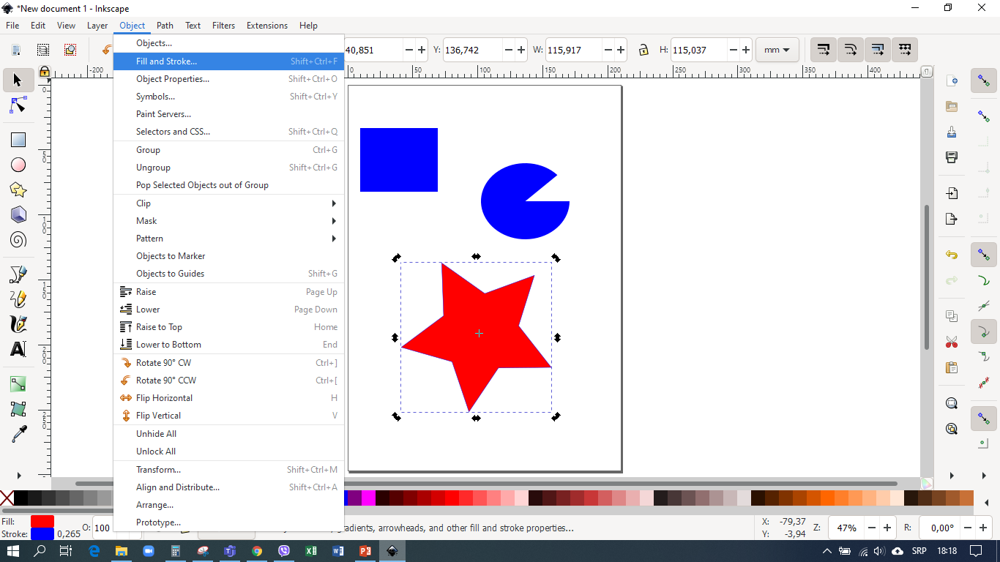 *New document 1 - Inkscape
File Edit View Layer Object Path Text Filters Extensions Help
40,851 Y: 136,742 W: 115,917 H: 115,037 mm
-200 0 50 100 150 200 250 300 350 400
0
50
100
150
200
250
Objects...
Fill and Stroke... Shift+Ctrl+F
Object Properties... Shift+Ctrl+O
Symbols... Shift+Ctrl+Y
Paint Servers...
Selectors and CSS... Shift+Ctrl+Q
Group Ctrl+G
Ungroup Shift+Ctrl+G
Pop Selected Objects out of Group
Clip
Mask
Pattern
Objects to Marker
Objects to Guides Shift+G
Raise Page Up
Lower Page Down
Raise to Top Home
Lower to Bottom End
Rotate 90° CW Ctrl+]
Rotate 90° CCW Ctrl+[
Flip Horizontal H
Flip Vertical V
Unhide All
Unlock All
Transform... Shift+Ctrl+M
Align and Distribute... Shift+Ctrl+A
Arrange...
Prototype...
Fill:
Stroke: 0,265 O: 100
gradients, arrowheads, and other fill and stroke properties...
X: -79,37
Y: -3,94
Z: 47% R: 0,00°
SRP 18:18